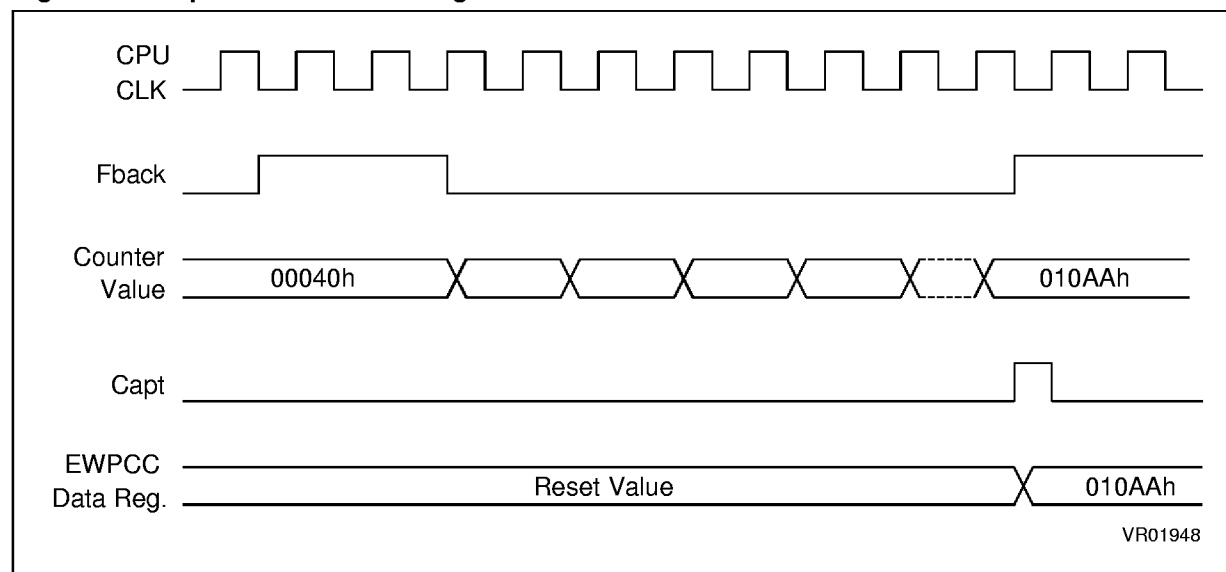 CPU
CLK
Fback
Counter
Value
00040h
010AAh
Capt
EWPCC
Data Reg.
Reset Value
010AAh
VR01948